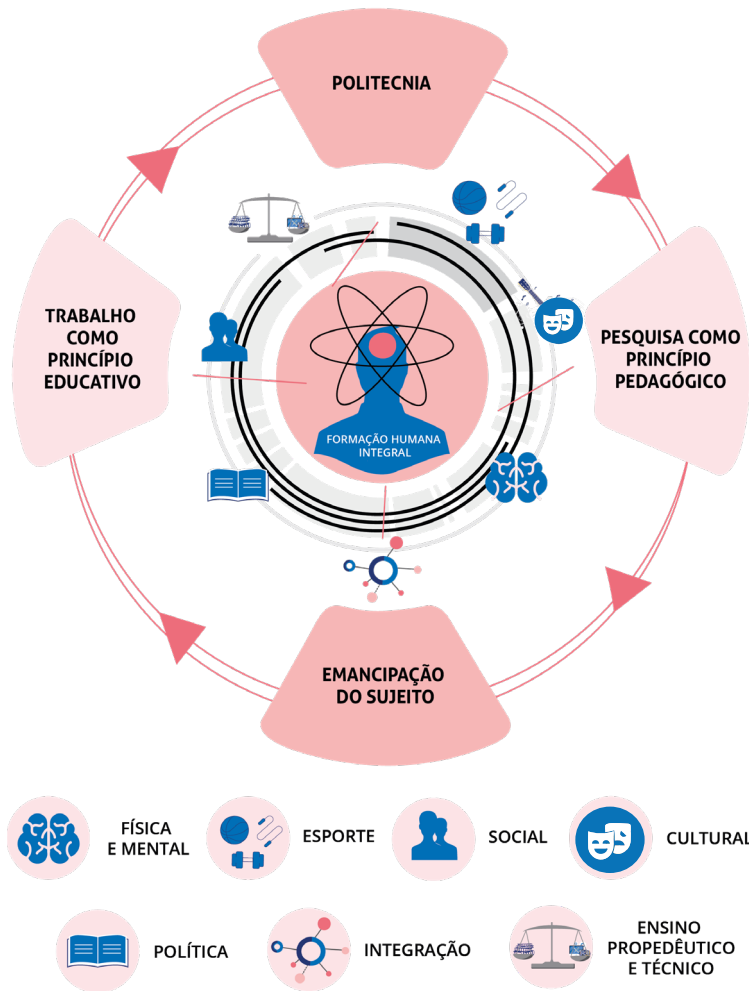 POLITECNIA
TRABALHO
COMO
PRINCÍPIO
EDUCATIVO
PESQUISA COMO
PRINCÍPIO
PEDAGÓGICO
FORMAÇÃO HUMANA
INTEGRAL
EMANCIPAÇÃO
DO SUJEITO
FÍSICA
E MENTAL
ESPORTE
SOCIAL
CULTURAL
POLÍTICA
INTEGRAÇÃO
ENSINO
PROPEDÊUTICO
E TÉCNICO